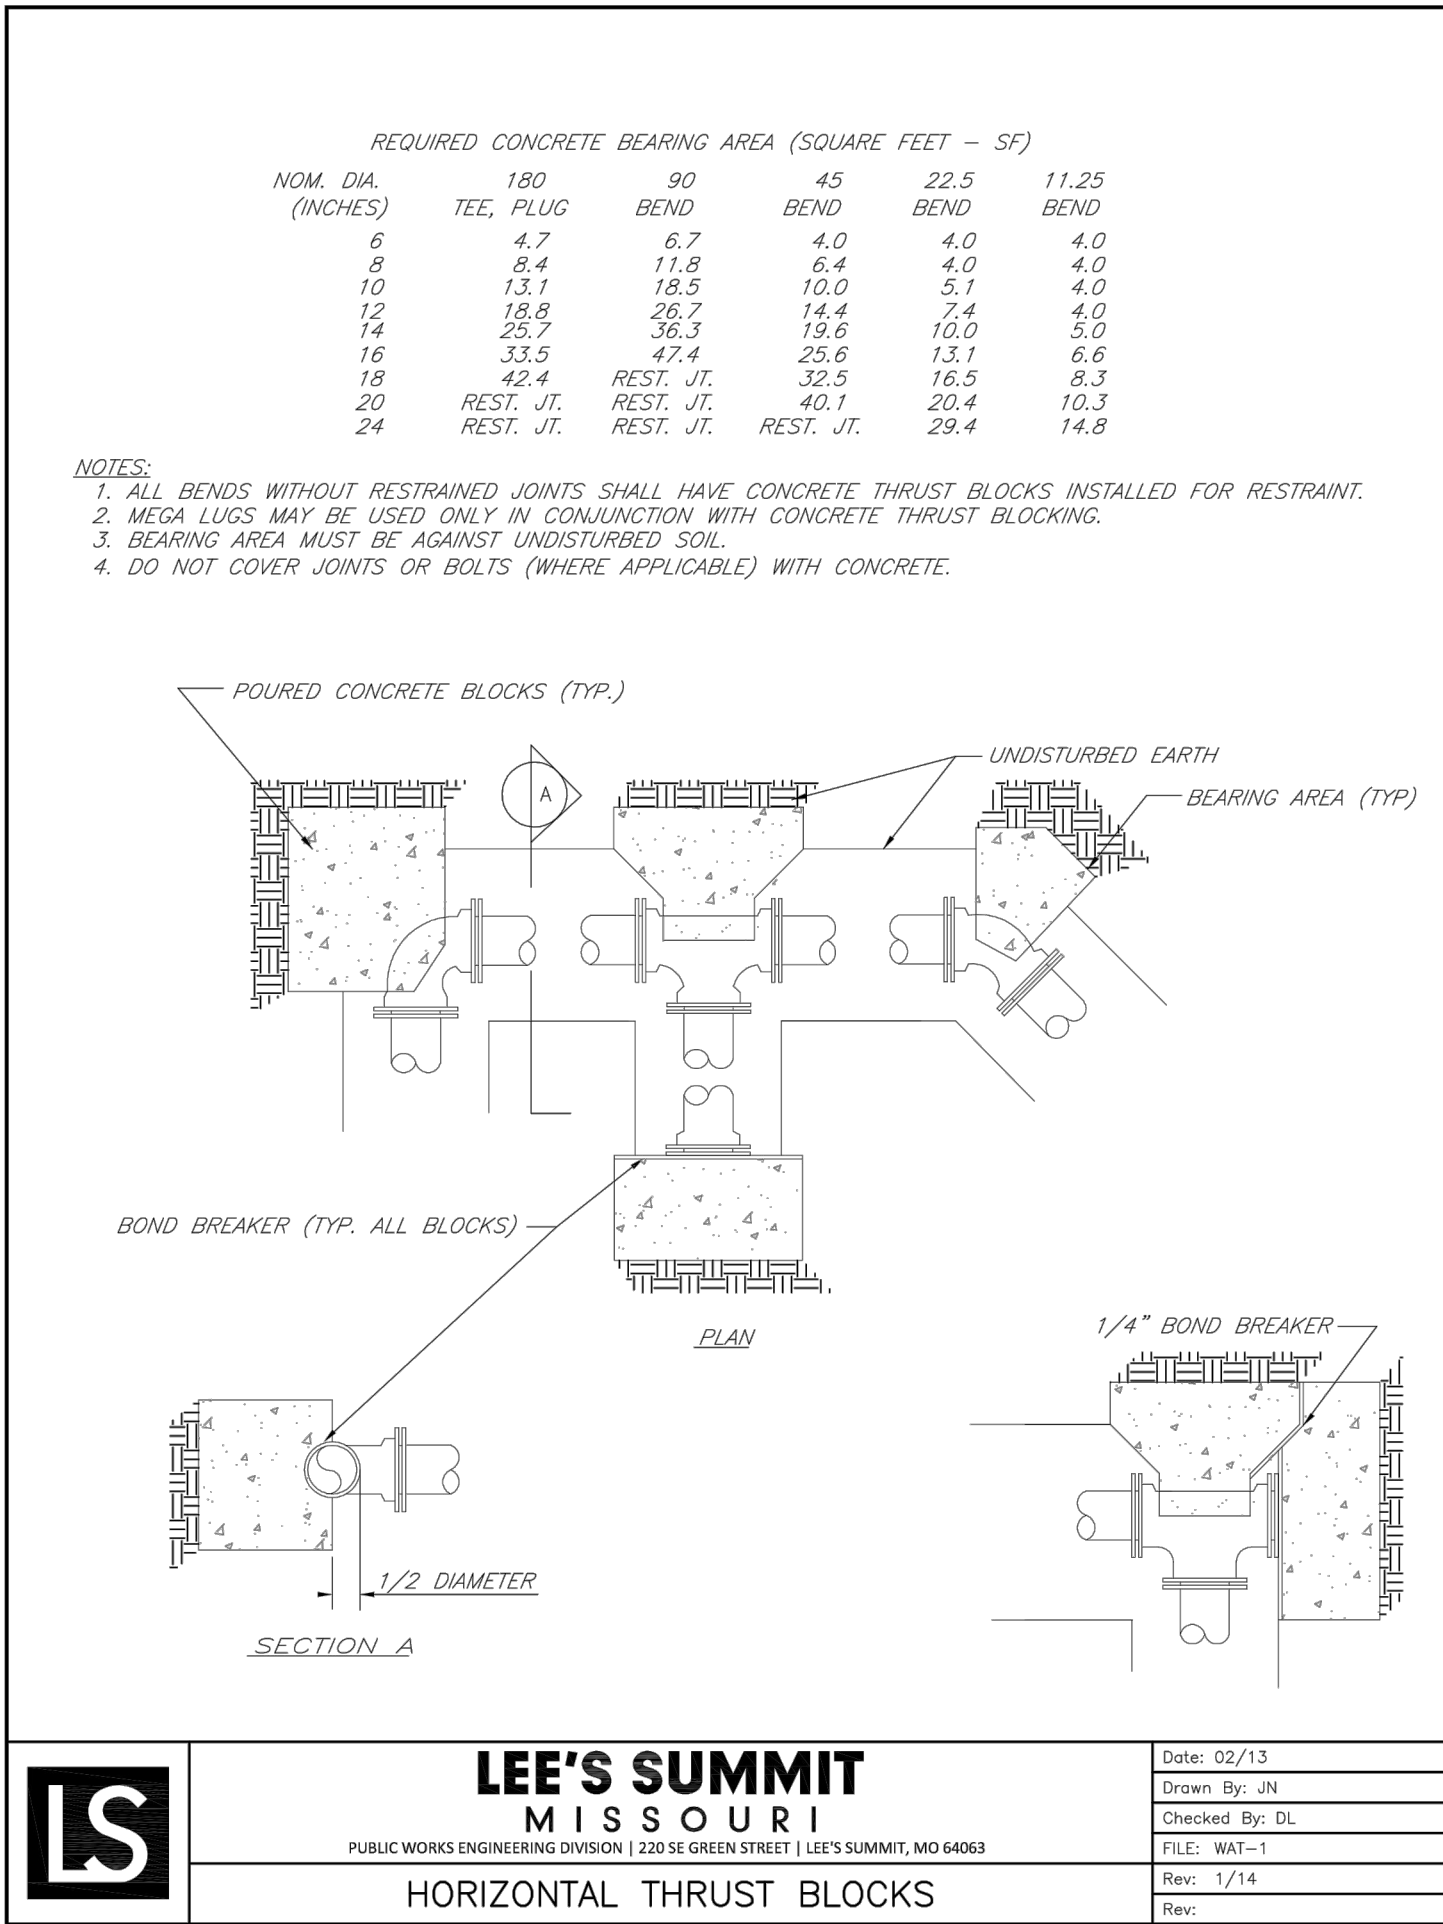 REQUIRED CONCRETE BEARING AREA (SQUARE FEET – SF)
NOM. DIA. 180 90 45 22.5 11.25
(INCHES) TEE, PLUG BEND BEND BEND BEND
6 4.7 6.7 4.0 4.0 4.0
8 8.4 11.8 6.4 4.0 4.0
10 13.1 18.5 10.0 5.1 4.0
12 18.8 26.7 14.4 7.4 4.0
14 25.7 36.3 19.6 10.0 5.0
16 33.5 47.4 25.6 13.1 6.6
18 42.4 REST. JT. 32.5 16.5 8.3
20 REST. JT. REST. JT. 40.1 20.4 10.3
24 REST. JT. REST. JT. REST. JT. 29.4 14.8
NOTES:
1. ALL BENDS WITHOUT RESTRAINED JOINTS SHALL HAVE CONCRETE THRUST BLOCKS INSTALLED FOR RESTRAINT.
2. MEGA LUGS MAY BE USED ONLY IN CONJUNCTION WITH CONCRETE THRUST BLOCKING.
3. BEARING AREA MUST BE AGAINST UNDISTURBED SOIL.
4. DO NOT COVER JOINTS OR BOLTS (WHERE APPLICABLE) WITH CONCRETE.
POURED CONCRETE BLOCKS (TYP.)
UNDISTURBED EARTH
A
BEARING AREA (TYP)
BOND BREAKER (TYP. ALL BLOCKS)
PLAN
1/4" BOND BREAKER
1/2 DIAMETER
SECTION A
LS
LEE'S SUMMIT
MISSOURI
PUBLIC WORKS ENGINEERING DIVISION | 220 SE GREEN STREET | LEE'S SUMMIT, MO 64063
HORIZONTAL THRUST BLOCKS
Date: 02/13
Drawn By: JN
Checked By: DL
FILE: WAT-1
Rev: 1/14
Rev: